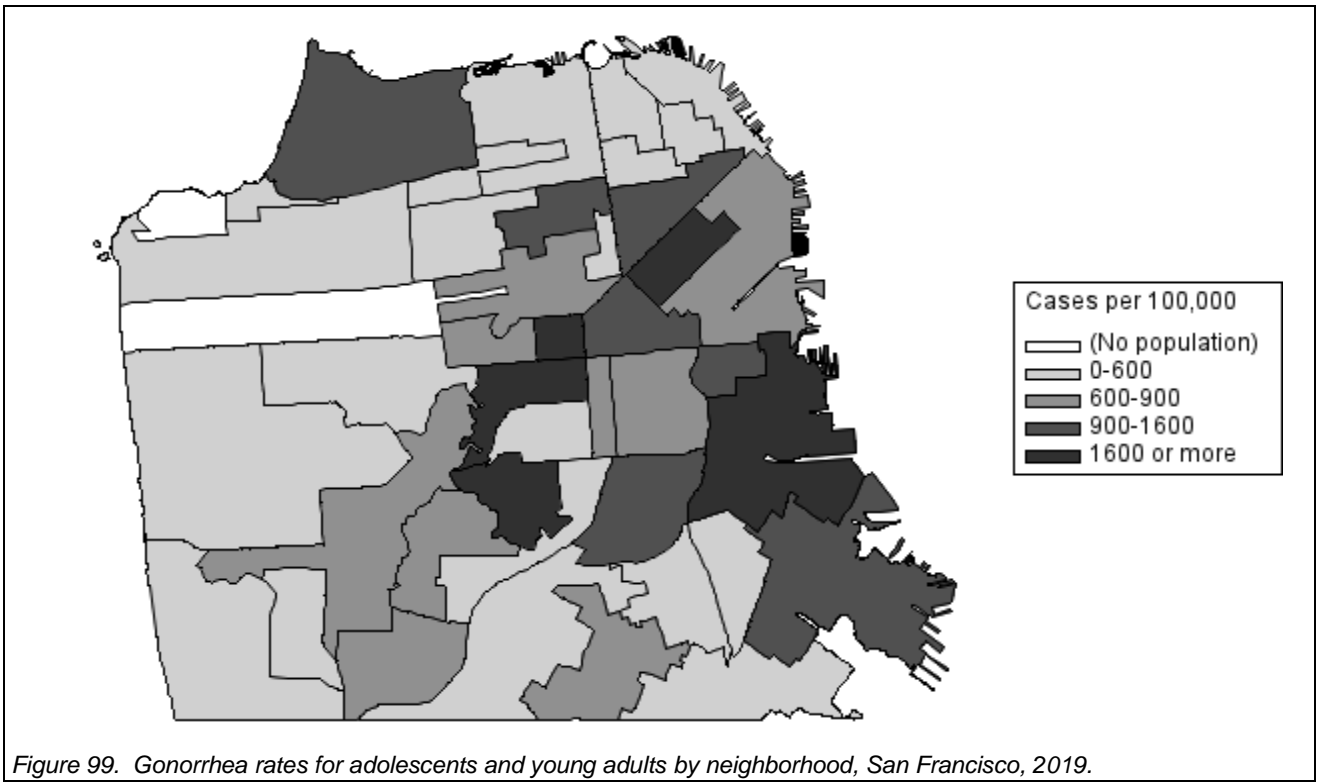 Cases per 100,000
(No population)
0-600
600-900
900-1600
1600 or more
Figure 99. Gonorrhea rates for adolescents and young adults by neighborhood, San Francisco, 2019.